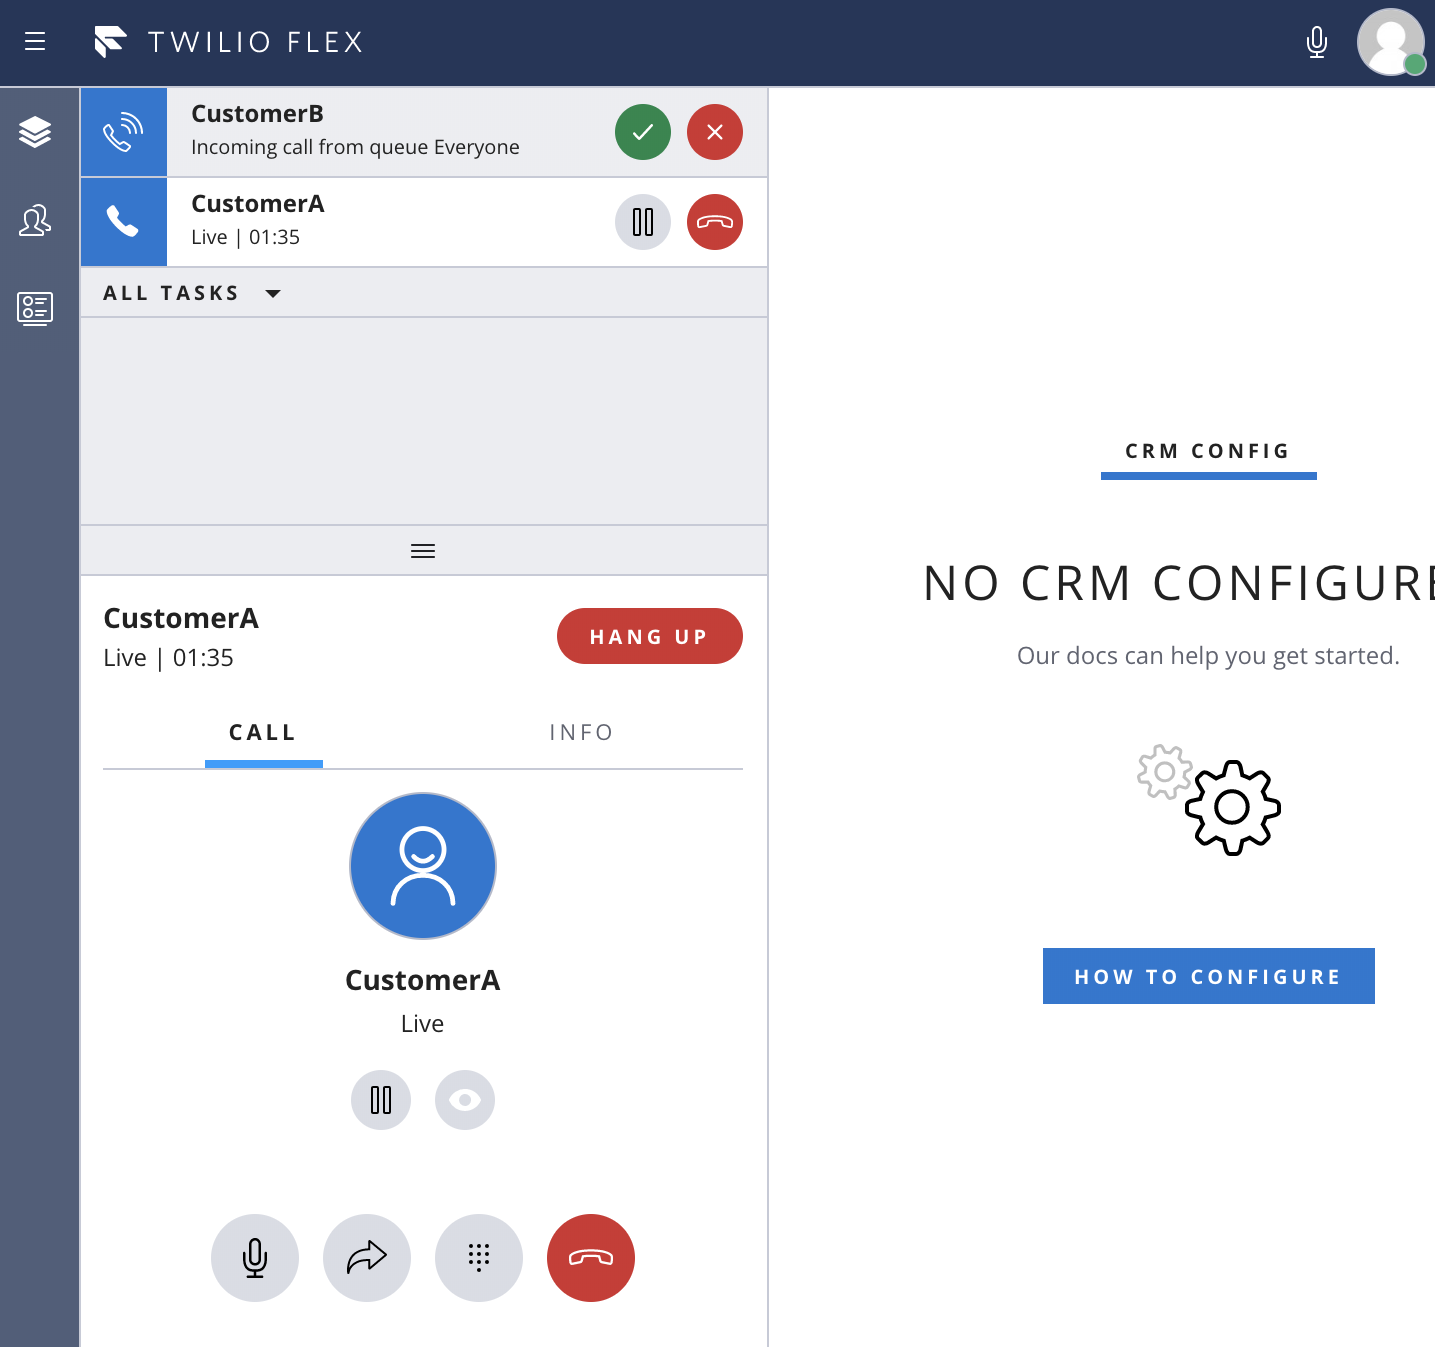 TWILIO FLEX
CustomerB
Incoming call from queue Everyone
CustomerA
Live | 01:35
ALL TASKS
CustomerA
Live | 01:35
HANG UP
CALL
INFO
CustomerA
Live
CRM CONFIG
NO CRM CONFIGURE
Our docs can help you get started.
HOW TO CONFIGURE